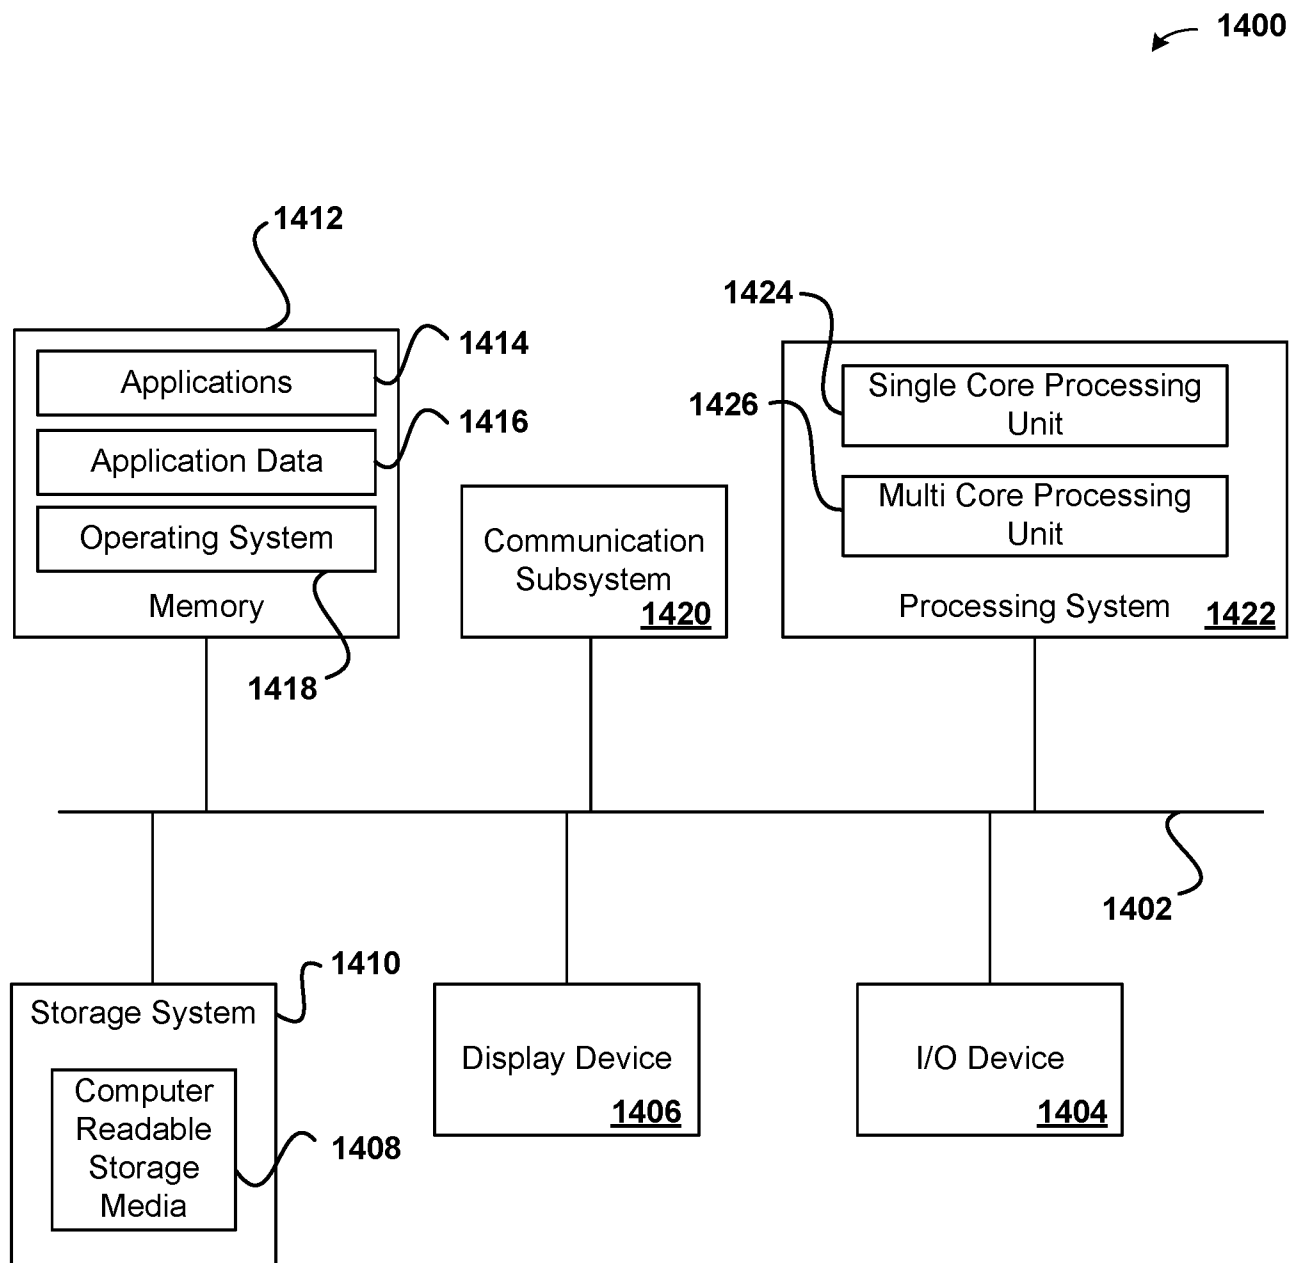 1400
1412
1414
Applications
1416
Application Data
Operating System
Memory
1418
Communication
Subsystem
1420
1424
1426
Single Core Processing
Unit
Multi Core Processing
Unit
Processing System
1422
1402
1410
Storage System
Computer
Readable
Storage
Media
1408
Display Device
1406
I/O Device
1404